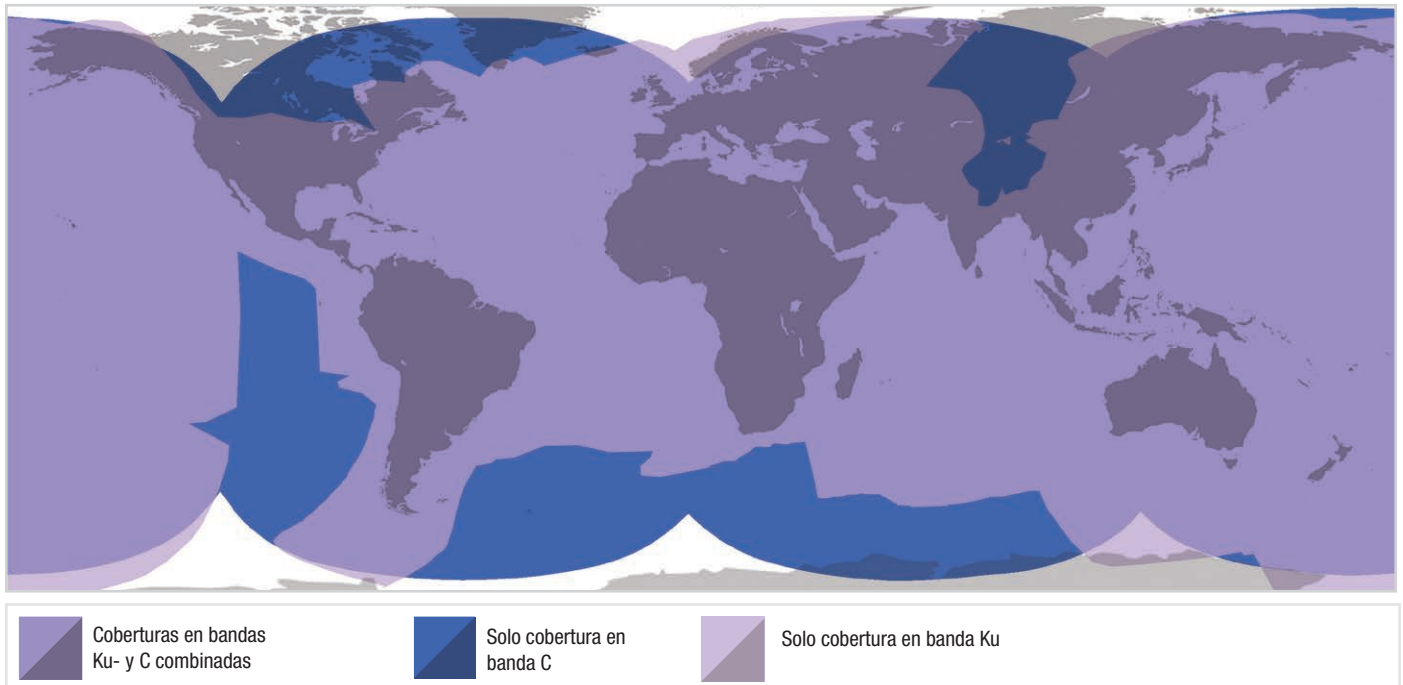 Coberturas en bandas
Ku- y C combinadas
Solo cobertura en
banda C
Solo cobertura en banda Ku